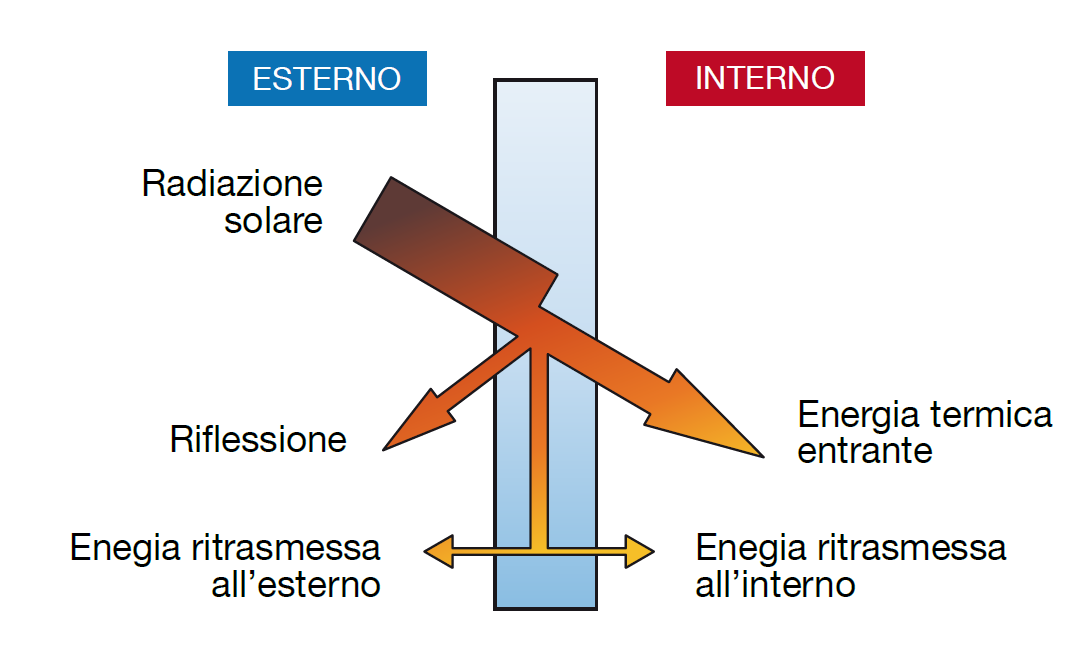 ESTERNO
INTERNO
Radiazione
solare
Riflessione
Energia termica
entrante
Enegia ritrasmessa
all’esterno
Enegia ritrasmessa
all’interno